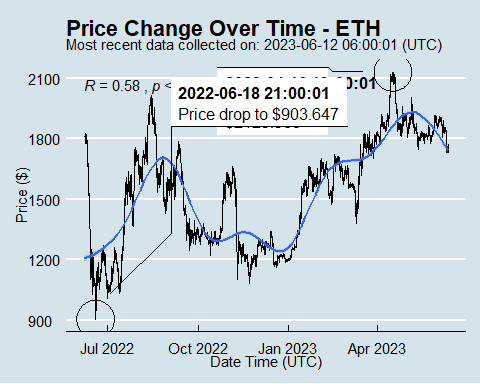 Price Change Over Time - ETH
Most recent data collected on: 2023-06-12 06:00:01 (UTC)
R = 0.58 , p <
2022-06-18 21:00:01
Price drop to $903.647
2100
1800
1500
1200
900
Price ($)
Jul 2022
Oct 2022
Jan 2023
Apr 2023
Date Time (UTC)